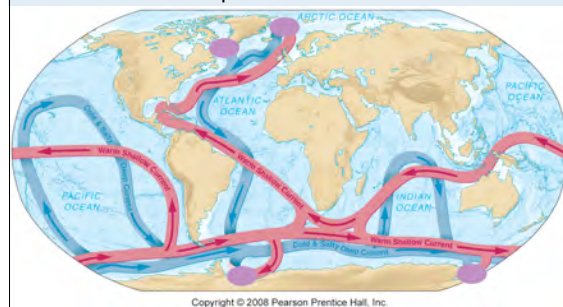 ARCTIC OCEAN
PACIFIC
OCEAN
ATLANTIC
OCEAN
Warm Shallow Current
Warm Shallow Current
PACIFIC
OCEAN
INDIAN
OCEAN
Warm Shallow Current
Cold & Salty Deep Current
Copyright © 2008 Pearson Prentice Hall, Inc.